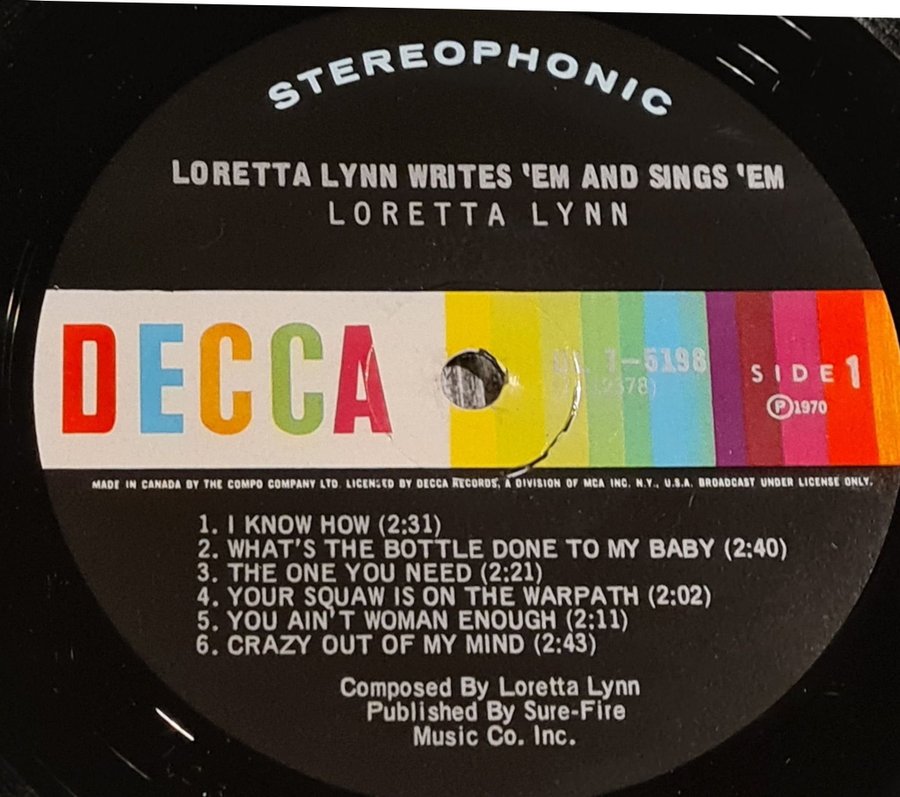 STEREOPHONIC
LORETTA LYNN WRITES 'EM AND SINGS 'EM
LORETTA LYNN
DECCA
7-5198
SIDE 1
Ⓟ1970
MADE IN CANADA BY THE COMPO COMPANY LTD. LICENSED BY DECCA RECORDS, A DIVISION OF MCA INC. N.Y., U.S.A. BROADCAST UNDER LICENSE ONLY.
1. I KNOW HOW (2:31)
2. WHAT'S THE BOTTLE DONE TO MY BABY (2:40)
3. THE ONE YOU NEED (2:21)
4. YOUR SQUAW IS ON THE WARPATH (2:02)
5. YOU AIN'T WOMAN ENOUGH (2:11)
6. CRAZY OUT OF MY MIND (2:43)
Composed By Loretta Lynn
Published By Sure-Fire
Music Co. Inc.